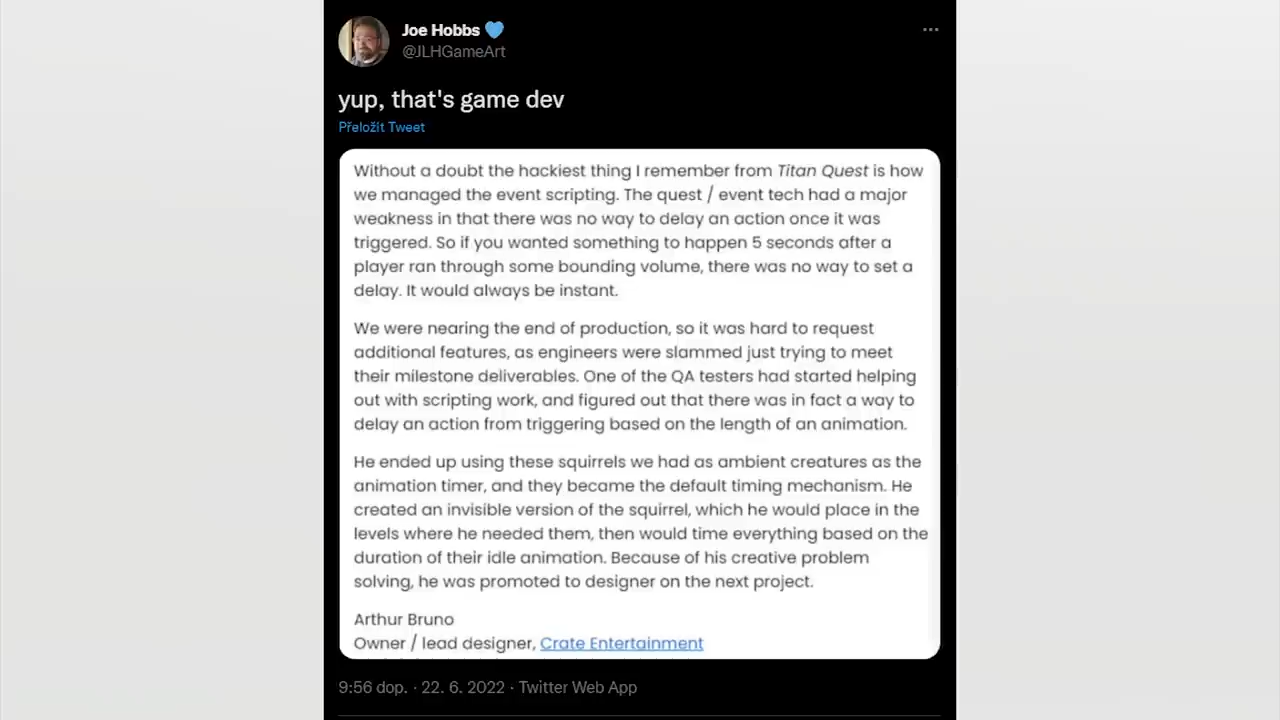 Joe Hobbs
@JLHGameArt
yup, that's game dev
Přeložit Tweet
Without a doubt the hackiest thing I remember from Titan Quest is how
we managed the event scripting. The quest / event tech had a major
weakness in that there was no way to delay an action once it was
triggered. So if you wanted something to happen 5 seconds after a
player ran through some bounding volume, there was no way to set a
delay. It would always be instant.
We were nearing the end of production, so it was hard to request
additional features, as engineers were slammed just trying to meet
their milestone deliverables. One of the QA testers had started helping
out with scripting work, and figured out that there was in fact a way to
delay an action from triggering based on the length of an animation.
He ended up using these squirrels we had as ambient creatures as the
animation timer, and they became the default timing mechanism. He
created an invisible version of the squirrel, which he would place in the
levels where he needed them, then would time everything based on the
duration of their idle animation. Because of his creative problem
solving, he was promoted to designer on the next project.
Arthur Bruno
Owner / lead designer, Crate Entertainment
9:56 dop. · 22. 6. 2022 · Twitter Web App